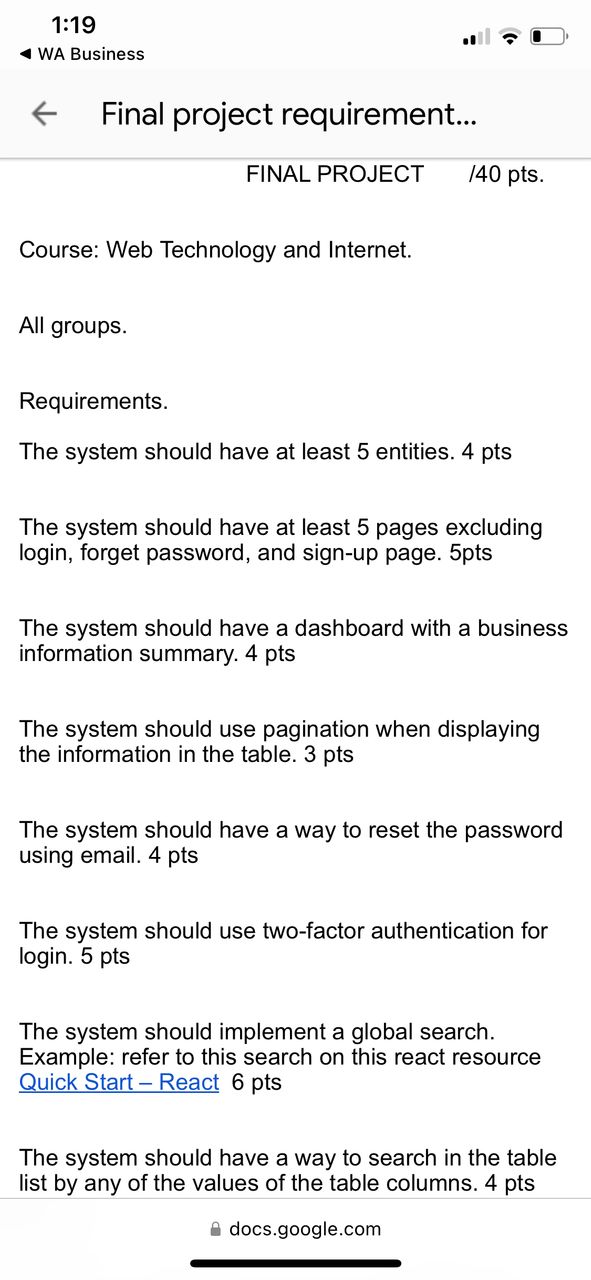 1:19
◀ WA Business
Final project requirement...
FINAL PROJECT /40 pts.
Course: Web Technology and Internet.
All groups.
Requirements.
The system should have at least 5 entities. 4 pts
The system should have at least 5 pages excluding
login, forget password, and sign-up page. 5pts
The system should have a dashboard with a business
information summary. 4 pts
The system should use pagination when displaying
the information in the table. 3 pts
The system should have a way to reset the password
using email. 4 pts
The system should use two-factor authentication for
login. 5 pts
The system should implement a global search.
Example: refer to this search on this react resource
Quick Start – React 6 pts
The system should have a way to search in the table
list by any of the values of the table columns. 4 pts
docs.google.com